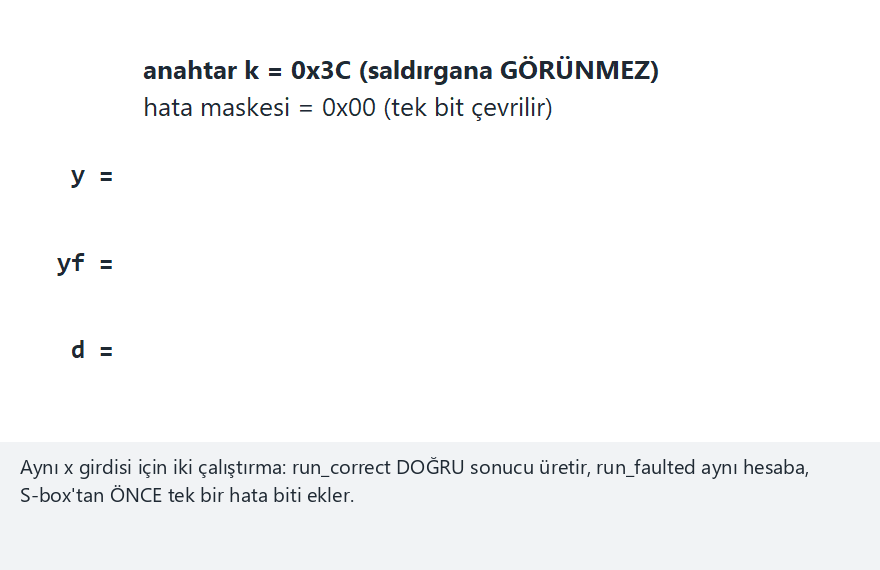 anahtar k = 0x3C (saldırgana GÖRÜNMEZ)
hata maskesi = 0x00 (tek bit çevrilir)
y =
yf =
d =
Aynı x girdisi için iki çalıştırma: run_correct DOĞRU sonucu üretir, run_faulted aynı hesaba,
S-box'tan ÖNCE tek bir hata biti ekler.